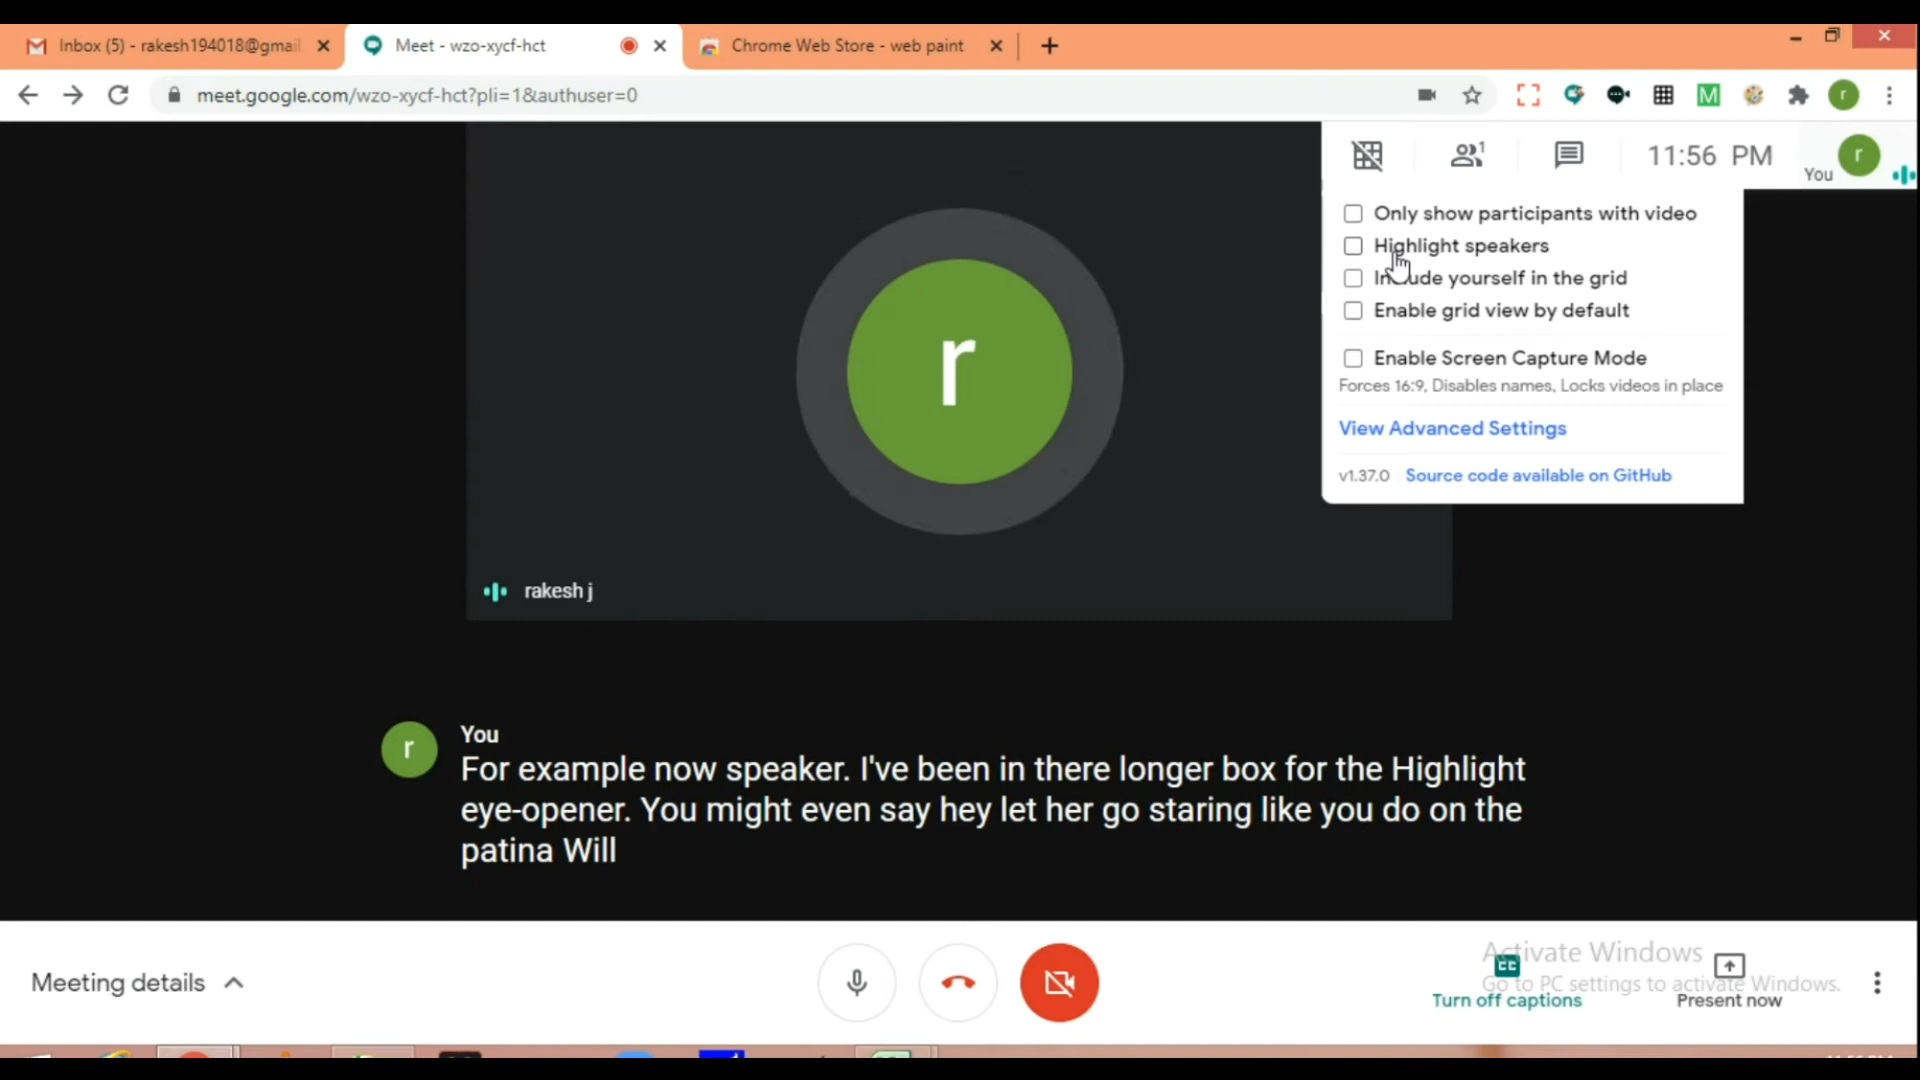 Inbox (5) - rakesh194018@gmail
Meet - wzo-xycf-hct
Chrome Web Store - web paint
meet.google.com/wzo-xycf-hct?pli=1&authuser=0
M
r
1
11:56 PM
You
r
Only show participants with video
Highlight speakers
Include yourself in the grid
Enable grid view by default
Enable Screen Capture Mode
Forces 16:9, Disables names, Locks videos in place
View Advanced Settings
v1.37.0 Source code available on GitHub
r
rakesh j
r
You
For example now speaker. I've been in there longer box for the Highlight
eye-opener. You might even say hey let her go staring like you do on the
patina Will
Meeting details
Activate Windows
Go to PC settings to activate Windows.
CC
Turn off captions
Present now